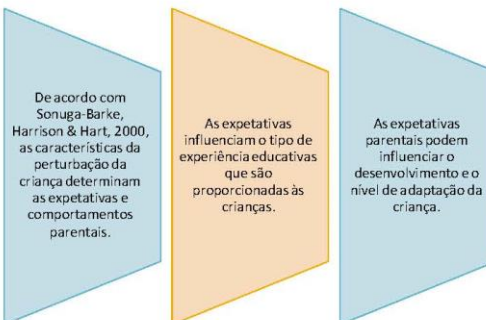 De acordo com
Sonuga-Barke,
Harrison & Hart, 2000,
as características da
perturbação da
criança determinam
as expetativas e
comportamentos
parentais.
As expetativas
influenciam o tipo de
experiência educativas
que são
proporcionadas às
crianças.
As expetativas
parentais podem
influenciar o
desenvolvimento e o
nível de adaptação da
criança.